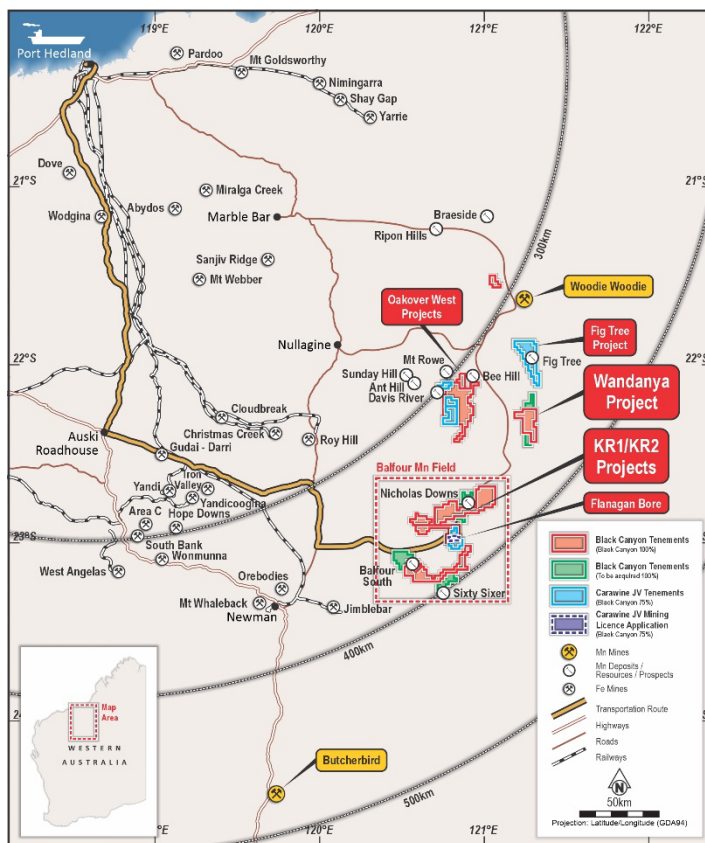 119°E
120°E
121°E
122°E
Port Hedland
Pardoo
Mt Goldsworthy
Nimingarra
Shay Gap
Yarrie
Dove
21°S
21°S
Wodgina
Abydos
Miralga Creek
Marble Bar
Braeside
Ripon Hills
300km
Sanjiv Ridge
Mt Webber
Woodie Woodie
Oakover West
Projects
Fig Tree
Project
Nullagine
22°S
22°S
Mt Rowe
Sunday Hill
Ant Hill
Davis River
Bee Hill
Fig Tree
Wandanya
Project
Cloudbreak
Christmas Creek
Roy Hill
Auski
Roadhouse
Gudai - Darri
Balfour Mn Field
KR1/KR2
Projects
Iron
Valley
Yandi
Yandicoogina
Nicholas Downs
Hope Downs
Area C
Flanagan Bore
23°S
South Bank
Wonmunna
West Angelas
Balfour
South
Orebodies
Mt Whaleback
Newman
Jimblebar
Sixty Sixer
400km
Black Canyon Tenements
(Black Canyon 100%)
Black Canyon Tenements
(To be acquired 100%)
Carawine JV Tenements
(Black Canyon 75%)
Carawine JV Mining
Licence Application
(Black Canyon 75%)
Mn Mines
Mn Deposits /
Resources / Prospects
Fe Mines
Transportation Route
Highways
Roads
Railways
N
50km
Projection: Latitude/Longitude (GDA94)
Map
Area
WESTERN
AUSTRALIA
24°S
Butcherbird
500km
119°E
120°E
121°E